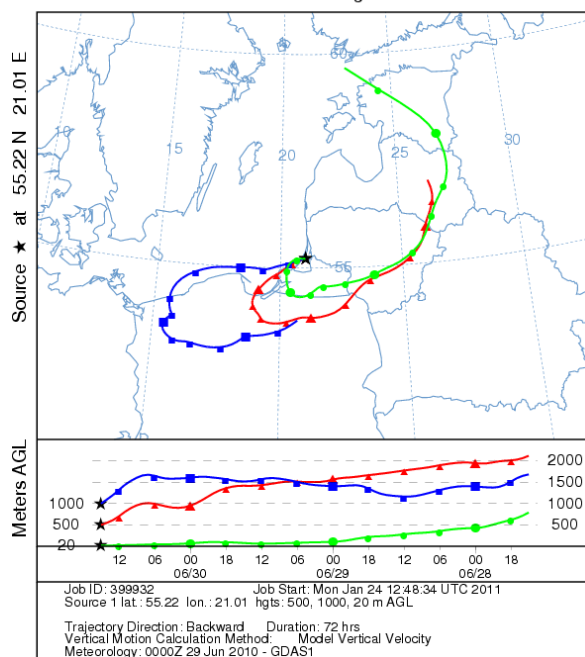 Source ★ at 55.22 N 21.01 E
60
10
15
20
25
30
55
Meters AGL
2000
1500
1000
1000
500
500
20
12 06 00 18 12 06 00 18 12 06 00 18
06/30 06/29 06/28
Job ID: 399932 Job Start: Mon Jan 24 12:48:34 UTC 2011
Source 1 lat.: 55.22 lon.: 21.01 hgts: 500, 1000, 20 m AGL
Trajectory Direction: Backward Duration: 72 hrs
Vertical Motion Calculation Method: Model Vertical Velocity
Meteorology: 0000Z 29 Jun 2010 - GDAS1